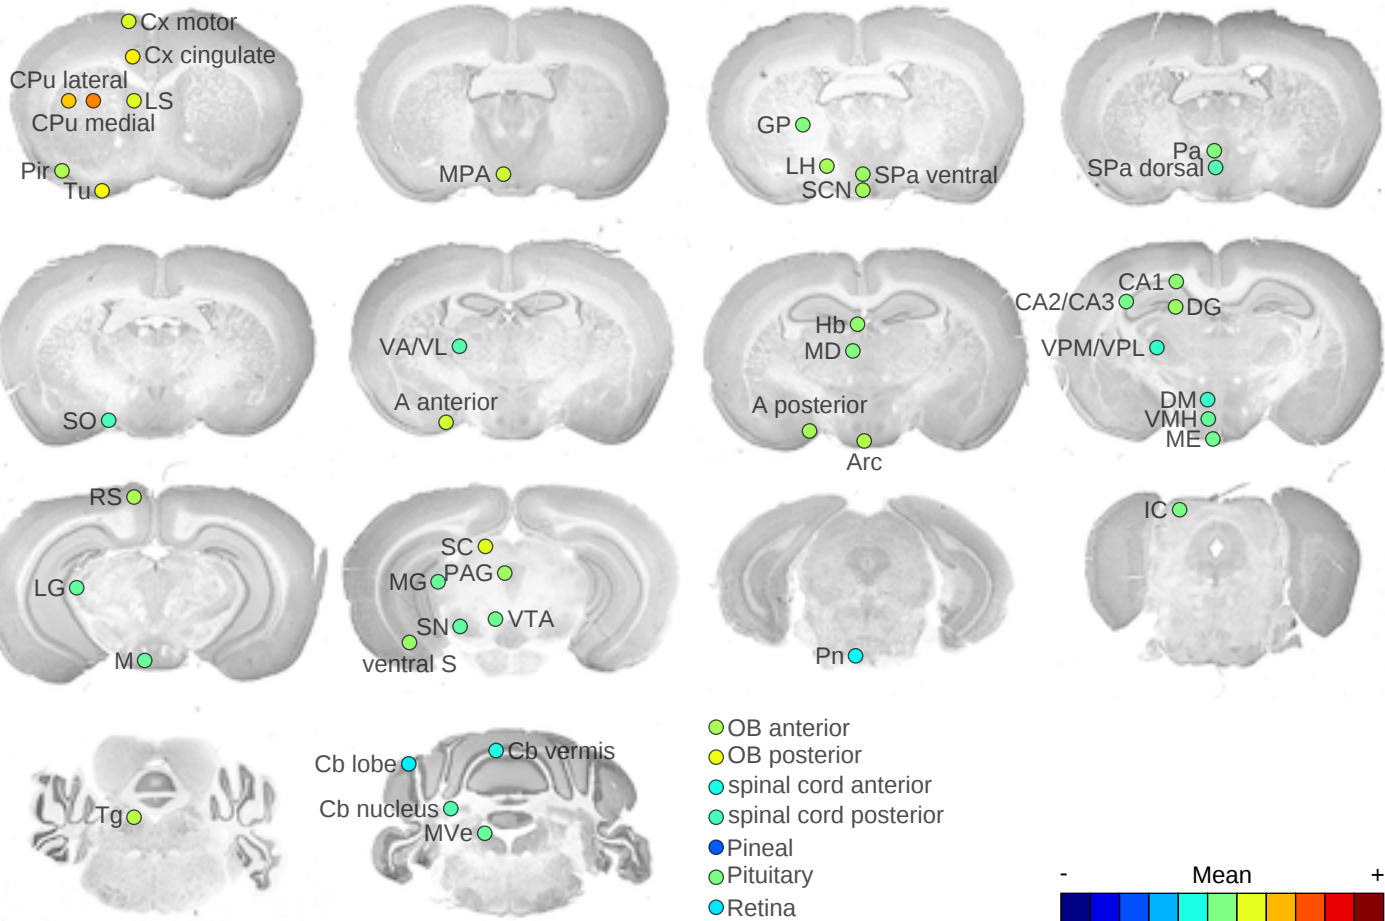 Cx motor
Cx cingulate
CPu lateral
LS
CPu medial
Pir
Tu
MPA
GP
LH
SPa ventral
SCN
Pa
SPa dorsal
SO
VA/VL
A anterior
Hb
MD
A posterior
Arc
CA1
CA2/CA3
DG
VPM/VPL
DM
VMH
ME
RS
LG
M
SC
PAG
MG
SN
VTA
ventral S
Pn
IC
Tg
Cb lobe
Cb vermis
Cb nucleus
MVe
OB anterior
OB posterior
spinal cord anterior
spinal cord posterior
Pineal
Pituitary
Retina
- Mean +